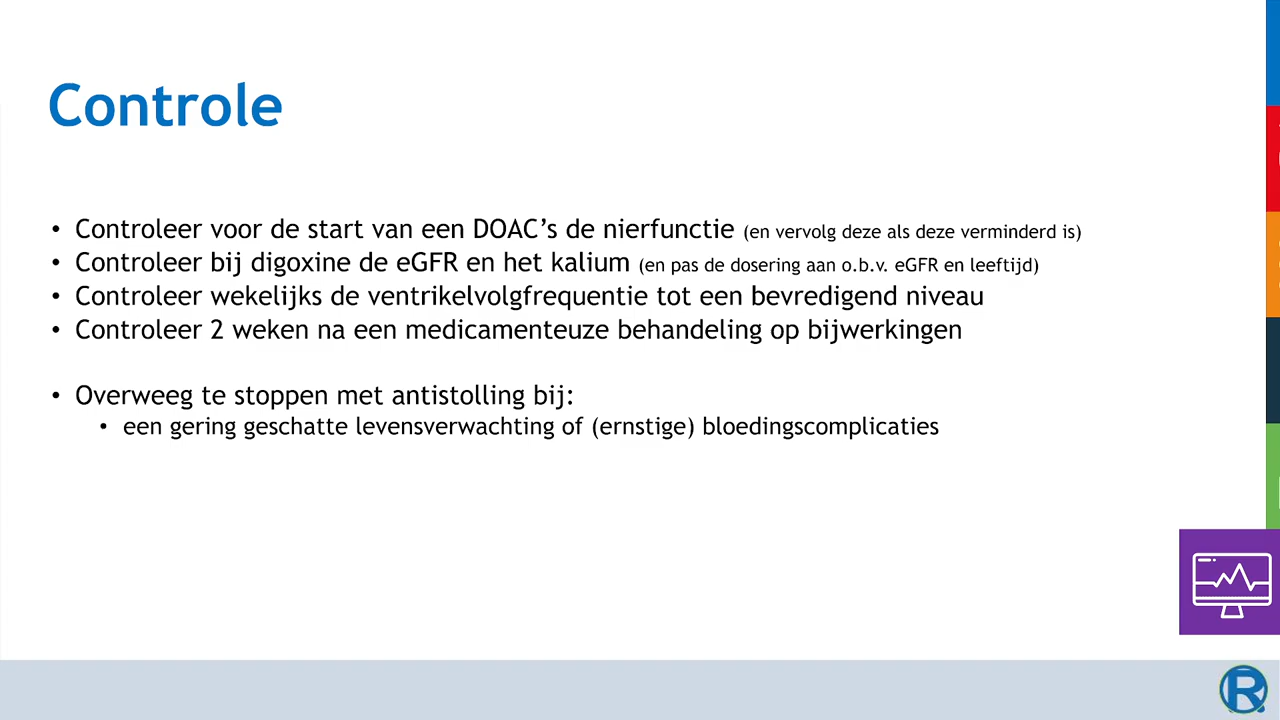 Controle
• Controleer voor de start van een DOAC’s de nierfunctie (en vervolg deze als deze verminderd is)
• Controleer bij digoxine de eGFR en het kalium (en pas de dosering aan o.b.v. eGFR en leeftijd)
• Controleer wekelijks de ventrikelvolgfrequentie tot een bevredigend niveau
• Controleer 2 weken na een medicamenteuze behandeling op bijwerkingen
• Overweeg te stoppen met antistolling bij:
• een gering geschatte levensverwachting of (ernstige) bloedingscomplicaties
R